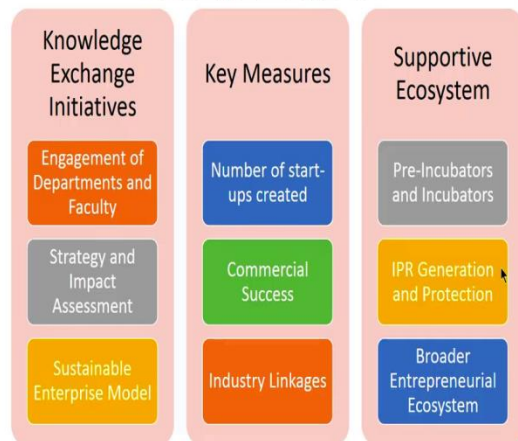 Knowledge
Exchange
Initiatives
Engagement of
Departments and
Faculty
Strategy and
Impact
Assessment
Sustainable
Enterprise Model
Key Measures
Number of start-
ups created
Commercial
Success
Industry Linkages
Supportive
Ecosystem
Pre-Incubators
and Incubators
IPR Generation
and Protection
Broader
Entrepreneurial
Ecosystem